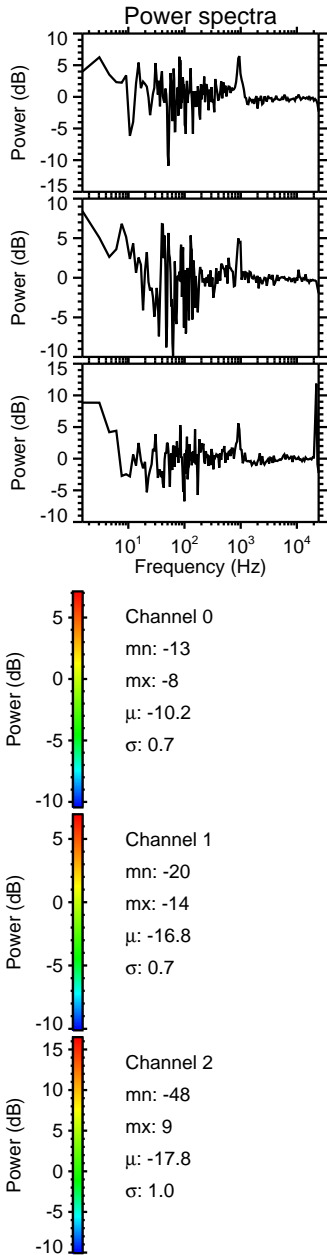 Power spectra
Power (dB)
10
5
0
-5
-10
-15
Power (dB)
10
5
0
-5
-10
Power (dB)
15
10
5
0
-5
-10
10¹ 10² 10³ 10⁴
Frequency (Hz)
Power (dB)
5
0
-5
-10
Channel 0
mn: -13
mx: -8
μ: -10.2
σ: 0.7
Power (dB)
5
0
-5
-10
Channel 1
mn: -20
mx: -14
μ: -16.8
σ: 0.7
Power (dB)
15
10
5
0
-5
-10
Channel 2
mn: -48
mx: 9
μ: -17.8
σ: 1.0